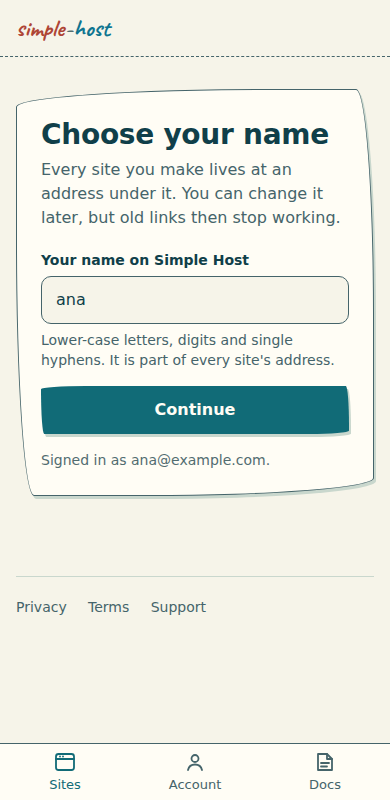 simple-host
Choose your name
Every site you make lives at an
address under it. You can change it
later, but old links then stop working.
Your name on Simple Host
ana
Lower-case letters, digits and single
hyphens. It is part of every site's address.
Continue
Signed in as ana@example.com.
Privacy Terms Support
Sites Account Docs